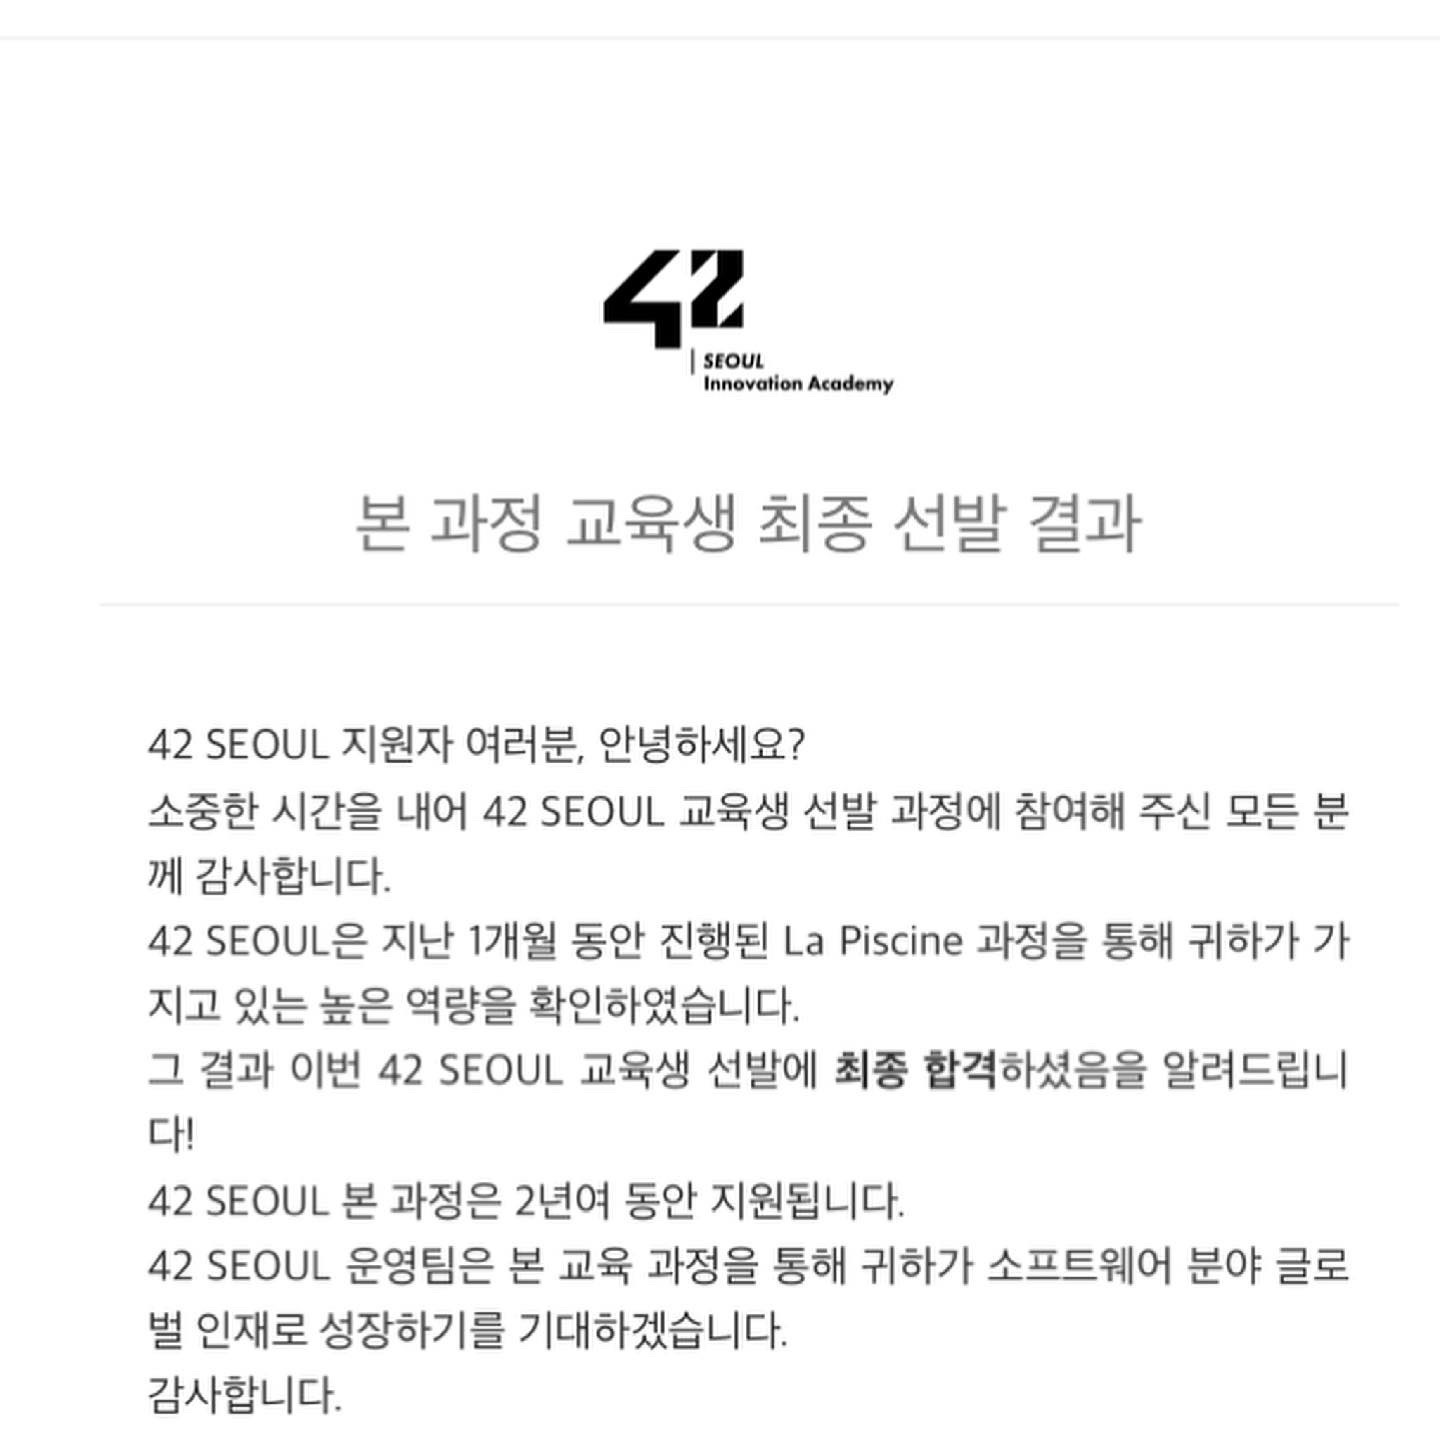 42
SEOUL
Innovation Academy
본 과정 교육생 최종 선발 결과
42 SEOUL 지원자 여러분, 안녕하세요?
소중한 시간을 내어 42 SEOUL 교육생 선발 과정에 참여해 주신 모든 분
께 감사합니다.
42 SEOUL은 지난 1개월 동안 진행된 La Piscine 과정을 통해 귀하가 가
지고 있는 높은 역량을 확인하였습니다.
그 결과 이번 42 SEOUL 교육생 선발에 최종 합격하셨음을 알려드립니
다!
42 SEOUL 본 과정은 2년여 동안 지원됩니다.
42 SEOUL 운영팀은 본 교육 과정을 통해 귀하가 소프트웨어 분야 글로
벌 인재로 성장하기를 기대하겠습니다.
감사합니다.